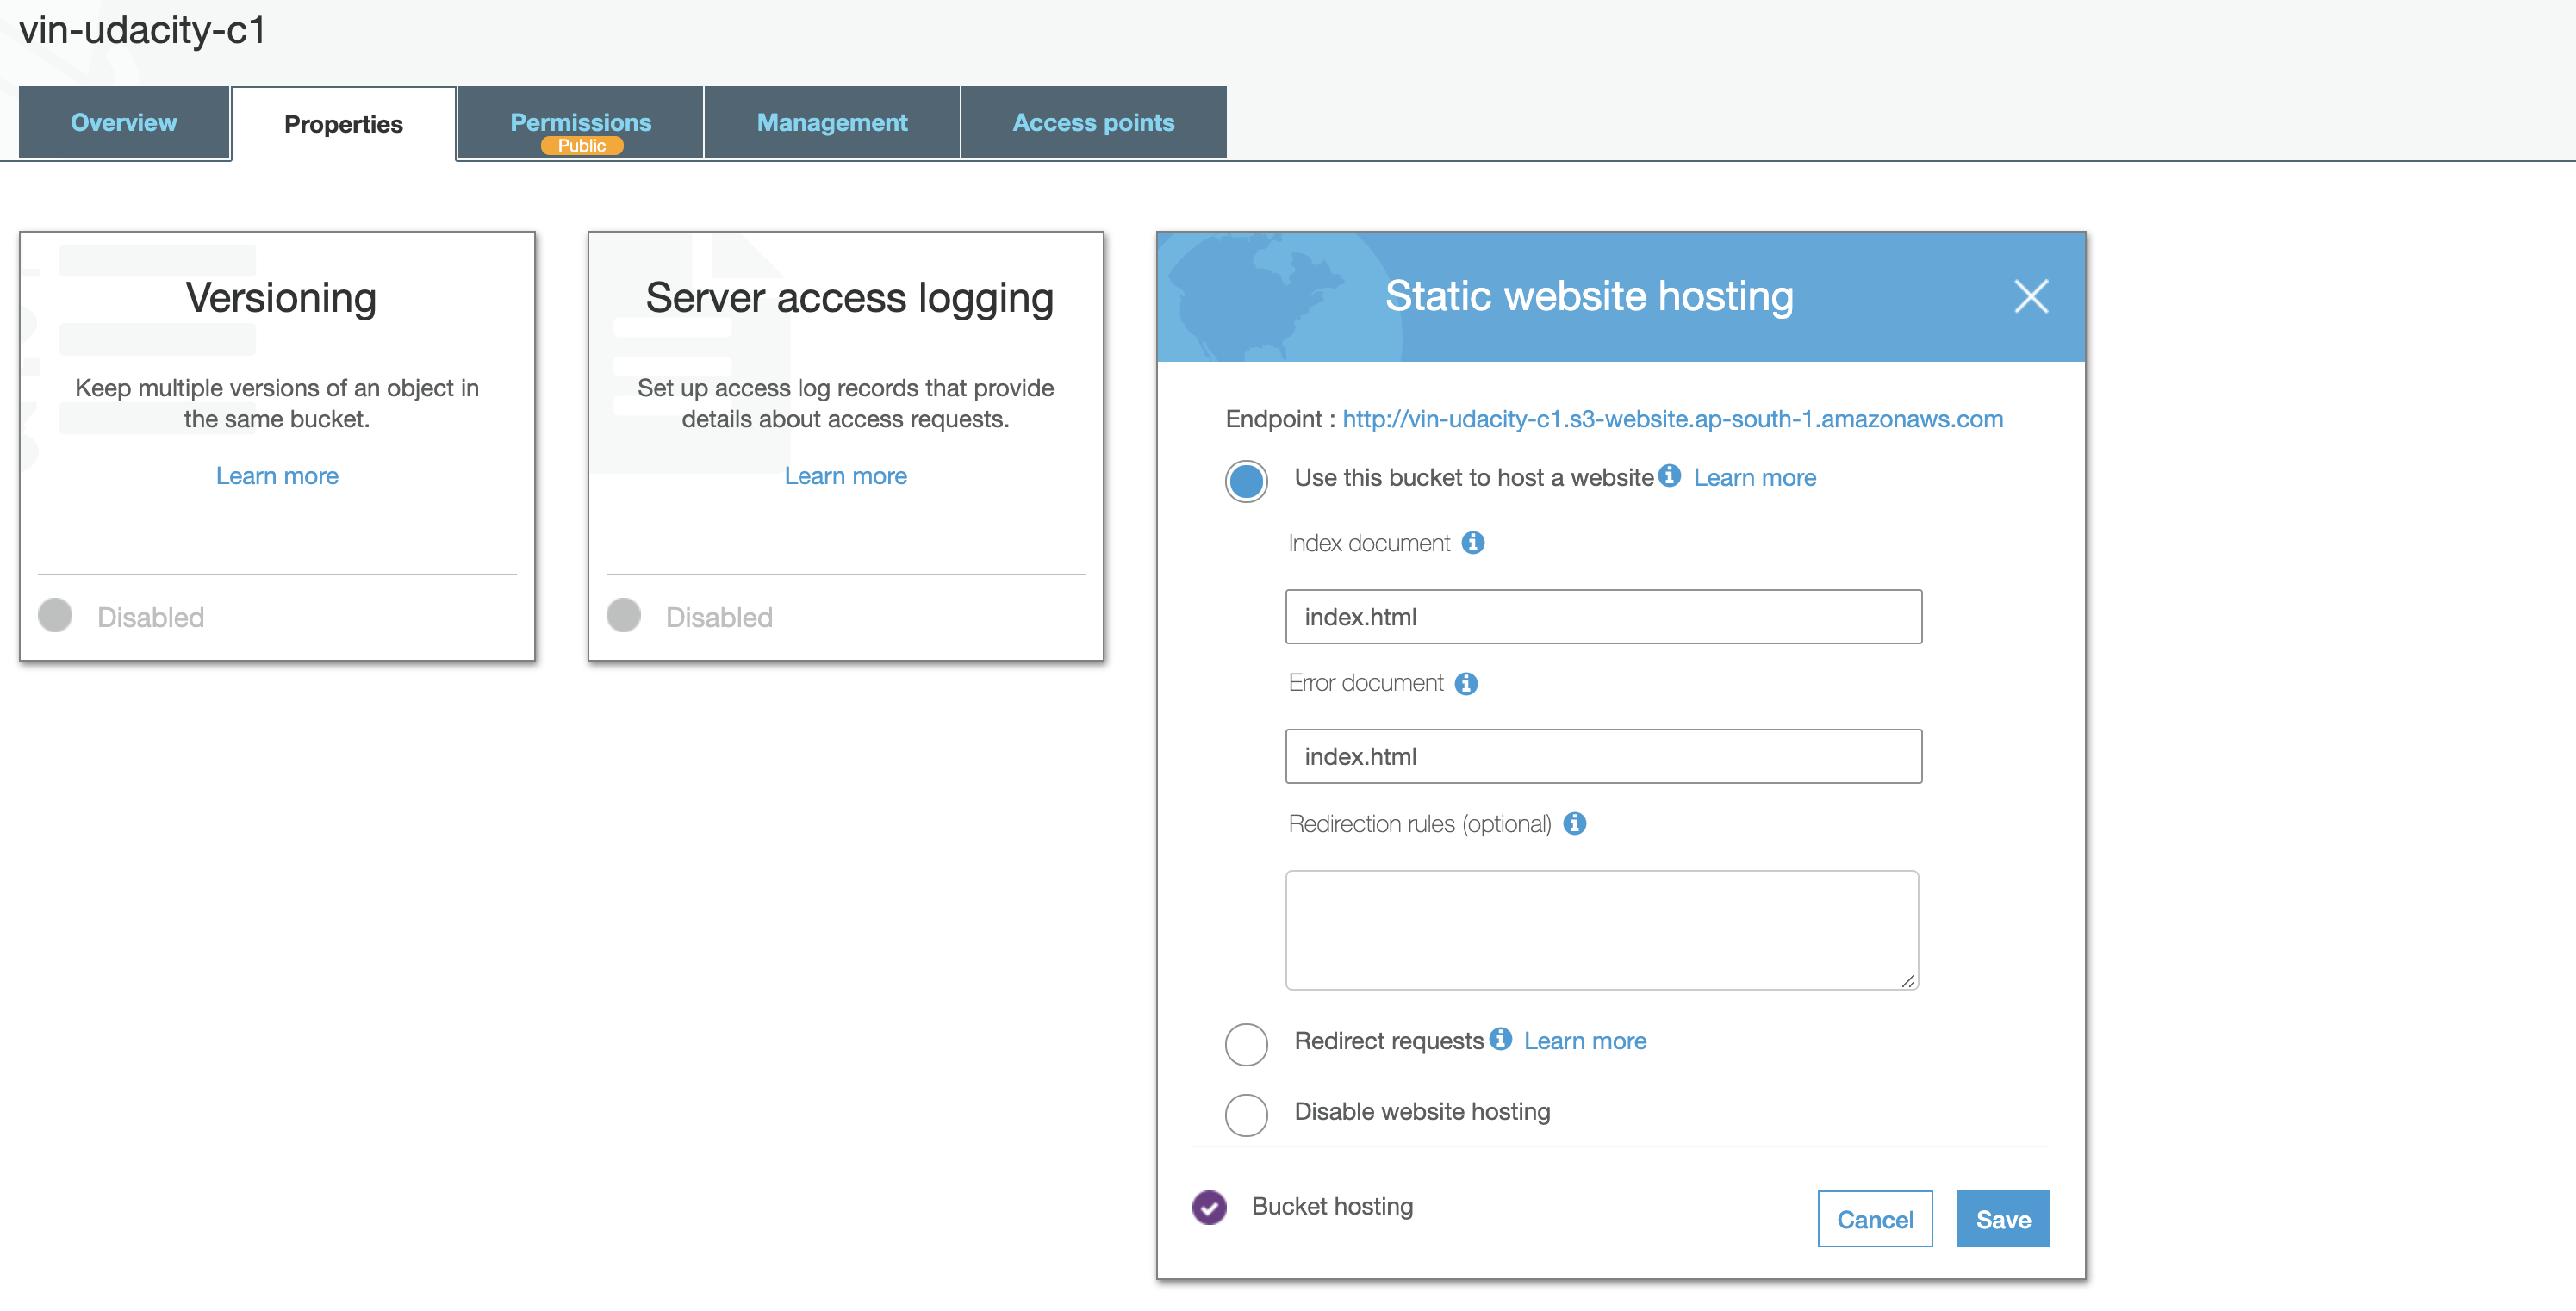 vin-udacity-c1
Overview
Properties
Permissions
Public
Management
Access points
Versioning
Keep multiple versions of an object in
the same bucket.
Learn more
Disabled
Server access logging
Set up access log records that provide
details about access requests.
Learn more
Disabled
Static website hosting
Endpoint : http://vin-udacity-c1.s3-website.ap-south-1.amazonaws.com
Use this bucket to host a website Learn more
Index document
index.html
Error document
index.html
Redirection rules (optional)
Redirect requests Learn more
Disable website hosting
Bucket hosting
Cancel
Save